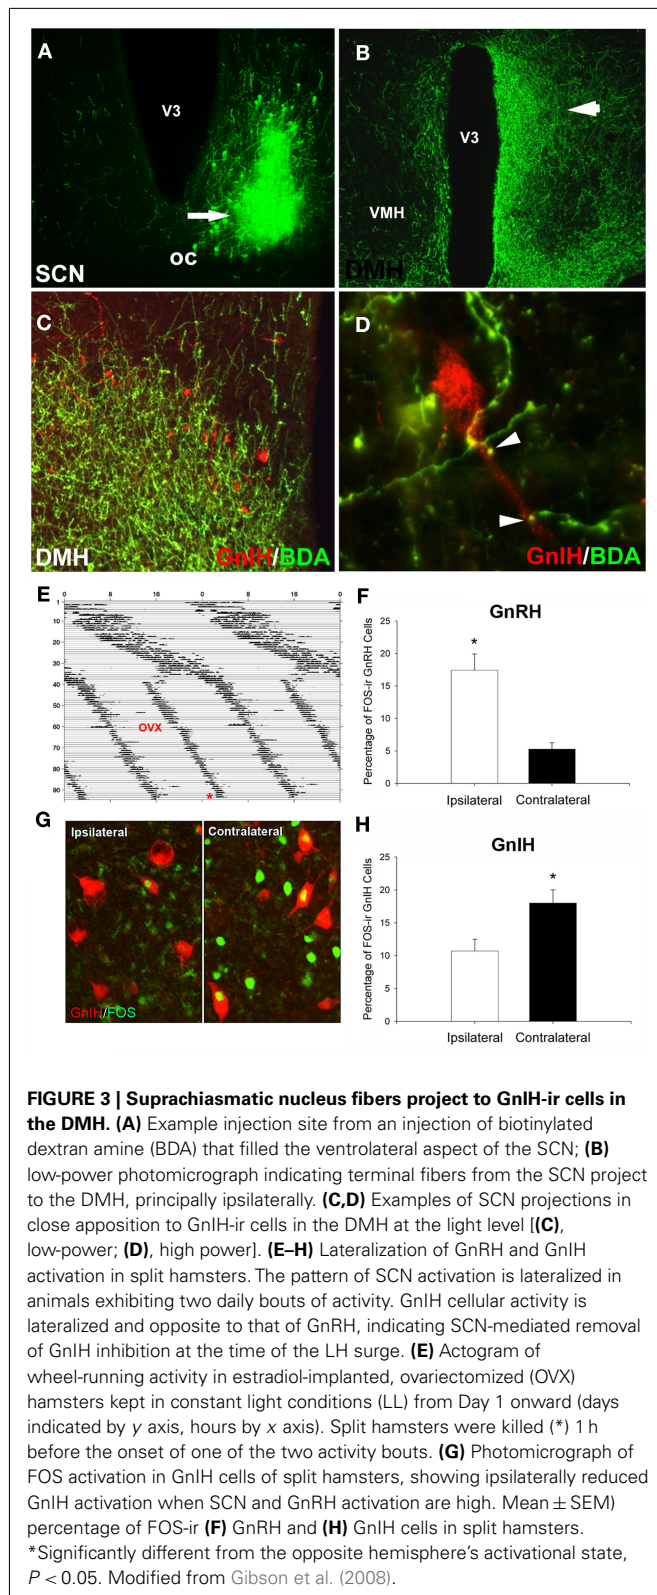 A
V3
SCN
OC
B
V3
VMH
DMH
C
DMH
GnIH/BDA
D
GnIH/BDA
E
0 8 16 0 8 16 0
1
10
20
30
40
50
60
70
80
90
OVX
*
F
GnRH
Percentage of FOS-ir GnRH Cells
25
20
15
10
5
0
*
Ipsilateral Contralateral
G
Ipsilateral
Contralateral
GnIH/FOS
H
GnIH
Percentage of FOS-ir GnIH Cells
25
20
15
10
5
0
*
Ipsilateral Contralateral
FIGURE 3 | Suprachiasmatic nucleus fibers project to GnIH-ir cells in
the DMH. (A) Example injection site from an injection of biotinylated
dextran amine (BDA) that filled the ventrolateral aspect of the SCN; (B)
low-power photomicrograph indicating terminal fibers from the SCN project
to the DMH, principally ipsilaterally. (C,D) Examples of SCN projections in
close apposition to GnIH-ir cells in the DMH at the light level [(C),
low-power; (D), high power]. (E–H) Lateralization of GnRH and GnIH
activation in split hamsters. The pattern of SCN activation is lateralized in
animals exhibiting two daily bouts of activity. GnIH cellular activity is
lateralized and opposite to that of GnRH, indicating SCN-mediated removal
of GnIH inhibition at the time of the LH surge. (E) Actogram of
wheel-running activity in estradiol-implanted, ovariectomized (OVX)
hamsters kept in constant light conditions (LL) from Day 1 onward (days
indicated by y axis, hours by x axis). Split hamsters were killed (*) 1 h
before the onset of one of the two activity bouts. (G) Photomicrograph of
FOS activation in GnIH cells of split hamsters, showing ipsilaterally reduced
GnIH activation when SCN and GnRH activation are high. Mean ± SEM)
percentage of FOS-ir (F) GnRH and (H) GnIH cells in split hamsters.
*Significantly different from the opposite hemisphere's activational state,
P < 0.05. Modified from Gibson et al. (2008).